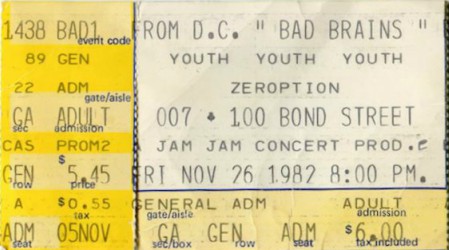 1438 BAD1 FROM D.C. " BAD BRAINS "
event code
89 GEN YOUTH YOUTH YOUTH
22 ADM ZEROPTION
gate/aisle
GA ADULT 007 * 100 BOND STREET
sec admission
CAS PROM2 A JAM JAM CONCERT PROD.
$
GEN 5.45 FRI NOV 26 1982 8:00 PM.
row price
A $0.55 GENERAL ADM ADULT
tax gate/aisle admission
ADM 05NOV GA GEN ADM $6.00
seat sec/box row seat tax included